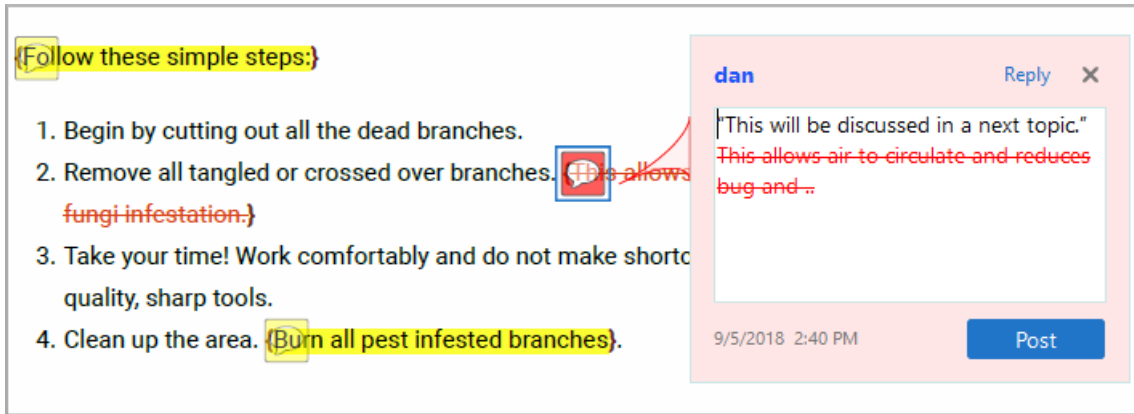 {Follow these simple steps:}
1. Begin by cutting out all the dead branches.
2. Remove all tangled or crossed over branches. {This allows
fungi infestation.}
3. Take your time! Work comfortably and do not make shortc
quality, sharp tools.
4. Clean up the area. {Burn all pest infested branches}.
dan
Reply
"This will be discussed in a next topic."
This allows air to circulate and reduces
bug and ..
9/5/2018 2:40 PM
Post